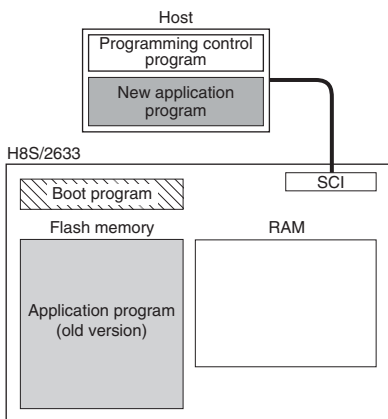 Host
Programming control
program
New application
program
H8S/2633
SCI
Boot program
Flash memory
RAM
Application program
(old version)